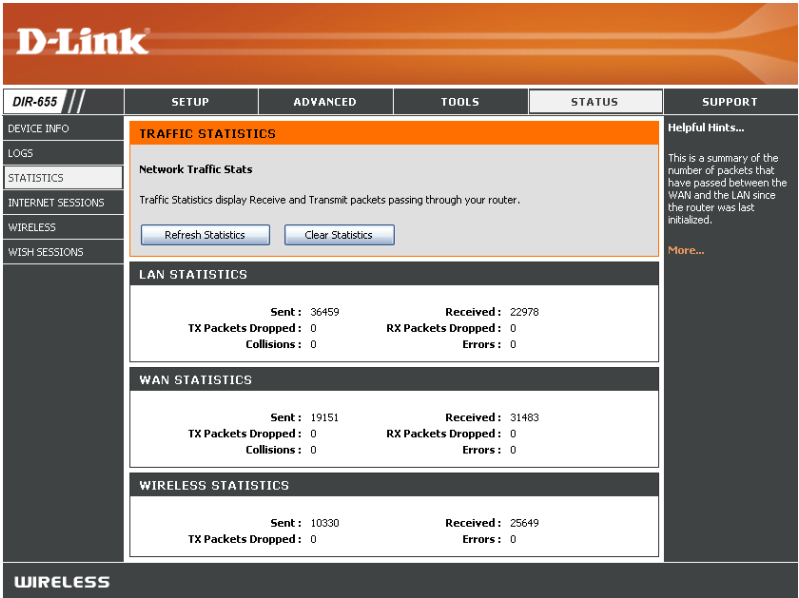 D-Link
DIR-655
SETUP
ADVANCED
TOOLS
STATUS
SUPPORT
DEVICE INFO
LOGS
STATISTICS
INTERNET SESSIONS
WIRELESS
WISH SESSIONS
TRAFFIC STATISTICS
Network Traffic Stats
Traffic Statistics display Receive and Transmit packets passing through your router.
Refresh Statistics
Clear Statistics
LAN STATISTICS
Sent : 36459 Received : 22978
TX Packets Dropped : 0 RX Packets Dropped : 0
Collisions : 0 Errors : 0
WAN STATISTICS
Sent : 19151 Received : 31483
TX Packets Dropped : 0 RX Packets Dropped : 0
Collisions : 0 Errors : 0
WIRELESS STATISTICS
Sent : 10330 Received : 25649
TX Packets Dropped : 0 Errors : 0
Helpful Hints...
This is a summary of the
number of packets that
have passed between the
WAN and the LAN since
the router was last
initialized.
More...
WIRELESS